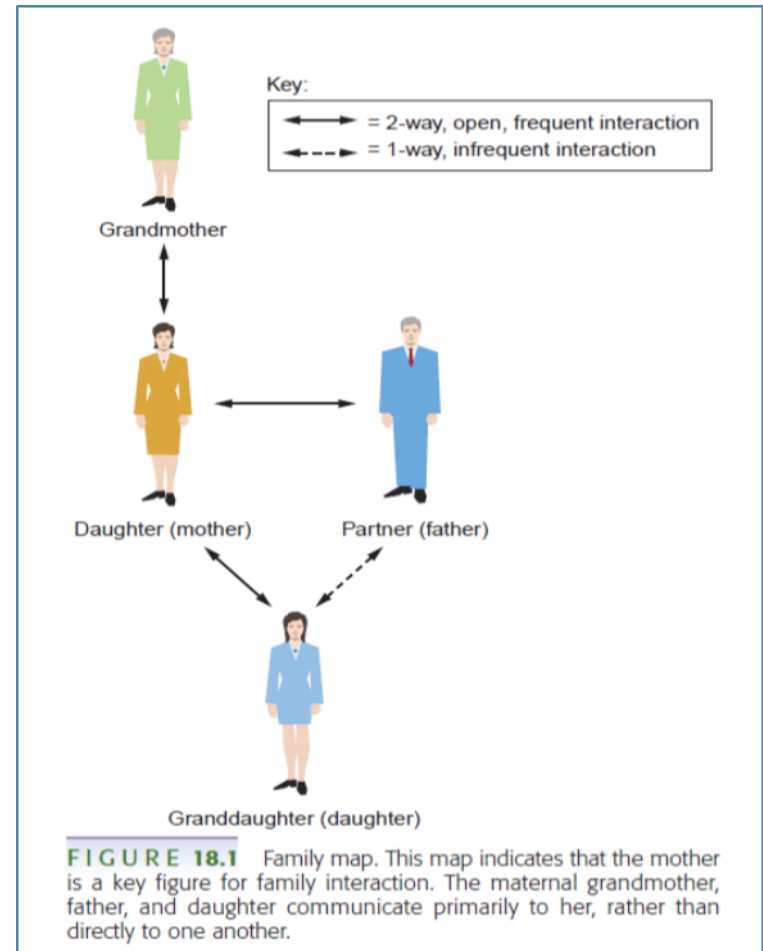 Key:
= 2-way, open, frequent interaction
= 1-way, infrequent interaction
Grandmother
Daughter (mother)
Partner (father)
Granddaughter (daughter)
FIGURE 18.1 Family map. This map indicates that the mother
is a key figure for family interaction. The maternal grandmother,
father, and daughter communicate primarily to her, rather than
directly to one another.